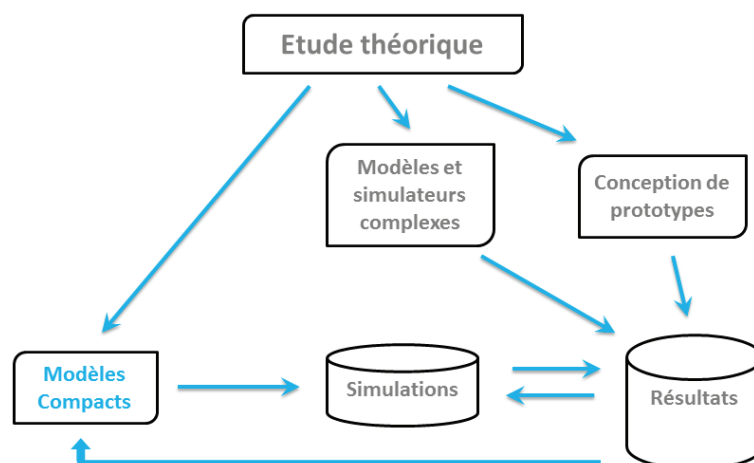 Etude théorique
Modèles et
simulateurs
complexes
Conception de
prototypes
Modèles
Compacts
Simulations
Résultats